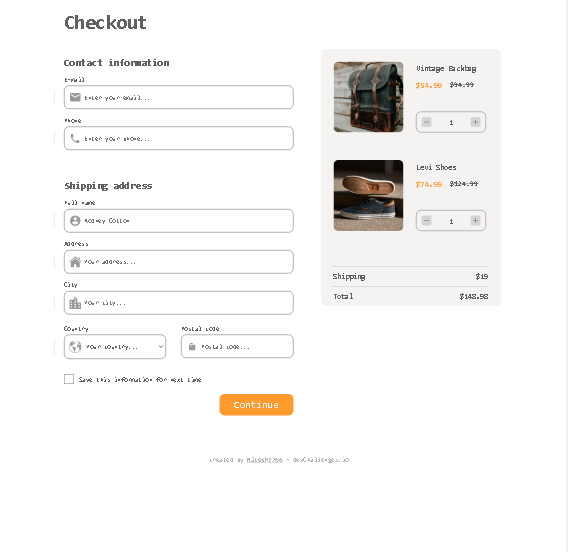 Checkout
Contact information
E-mail
Enter your email...
Phone
Enter your phone...
Shipping address
Full name
Address
Your address...
City
Your city...
Country
Your country...
Postal code
Postal code...
Save this information for next time
Continue
Vintage Backbag
$54.99 $94.99
1
Levi Shoes
$74.99 $124.99
1
Shipping $19
Total $148.98
created by - devChallenges.io